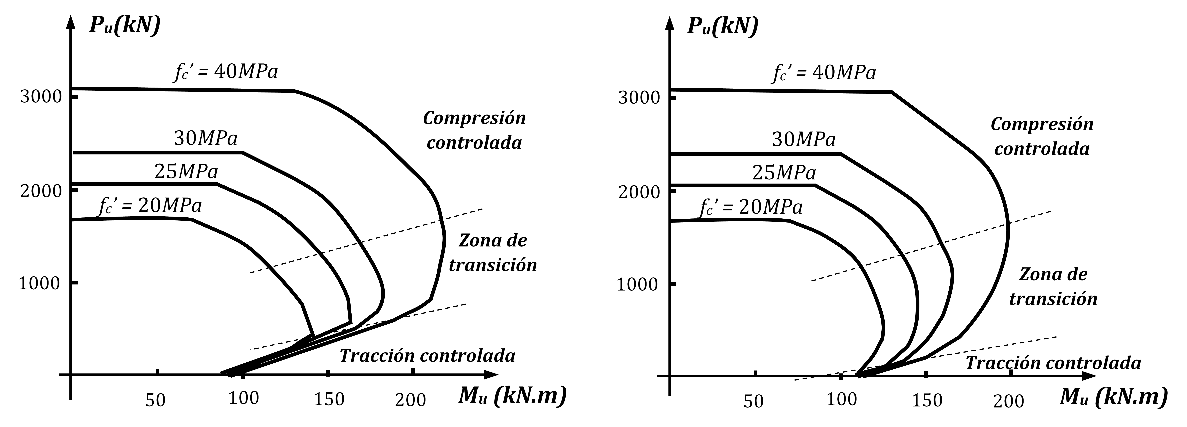 Pu(kN)
fc' = 40MPa
3000
Compresión
controlada
30MPa
25MPa
2000
fc' = 20MPa
Zona de
transición
1000
Tracción controlada
50
100
150
200
Mu (kN.m)
Pu(kN)
fc' = 40MPa
3000
Compresión
controlada
30MPa
25MPa
2000
fc' = 20MPa
Zona de
transición
1000
Tracción controlada
50
100
150
200
Mu (kN.m)